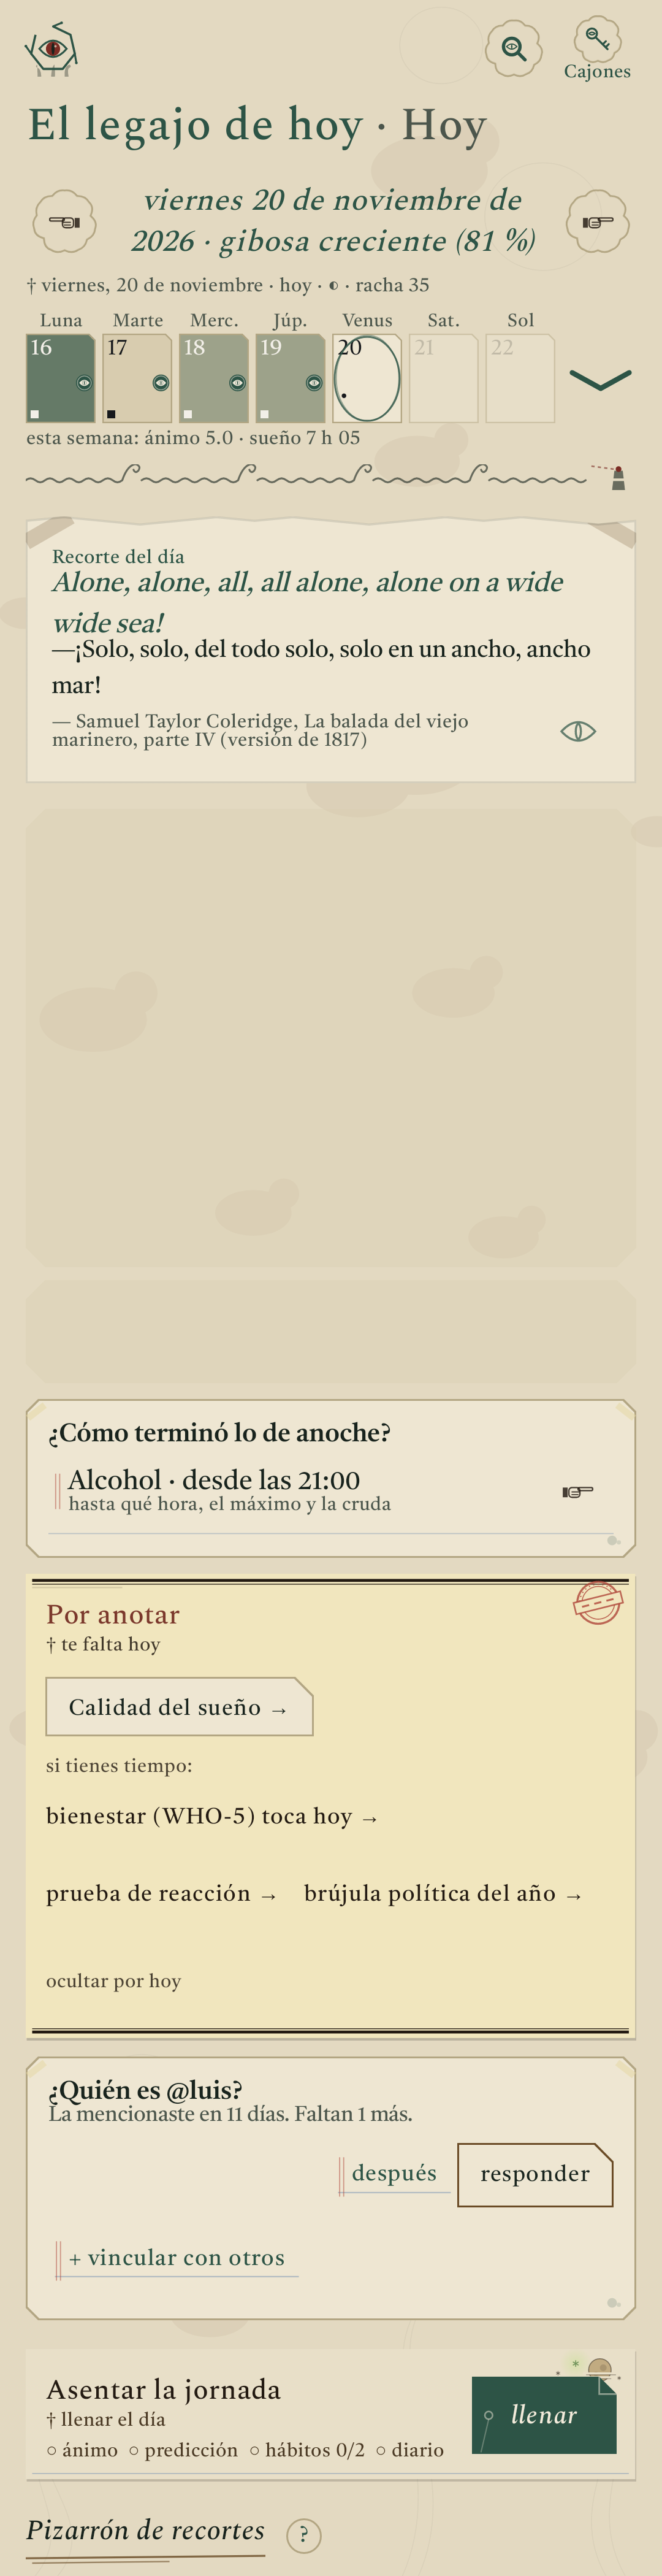 Cajones
El legajo de hoy · Hoy
viernes 20 de noviembre de
2026 · gibosa creciente (81 %)
† viernes, 20 de noviembre · hoy · ◐ · racha 35
Luna Marte Merc. Júp. Venus Sat. Sol
16 17 18 19 20 21 22
esta semana: ánimo 5.0 · sueño 7 h 05
Recorte del día
Alone, alone, all, all alone, alone on a wide
wide sea!
—¡Solo, solo, del todo solo, solo en un ancho, ancho
mar!
— Samuel Taylor Coleridge, La balada del viejo
marinero, parte IV (versión de 1817)
¿Cómo terminó lo de anoche?
Alcohol · desde las 21:00
hasta qué hora, el máximo y la cruda
Por anotar
† te falta hoy
Calidad del sueño →
si tienes tiempo:
bienestar (WHO-5) toca hoy →
prueba de reacción → brújula política del año →
ocultar por hoy
¿Quién es @luis?
La mencionaste en 11 días. Faltan 1 más.
después responder
+ vincular con otros
Asentar la jornada
† llenar el día
○ ánimo ○ predicción ○ hábitos 0/2 ○ diario
llenar
Pizarrón de recortes ?